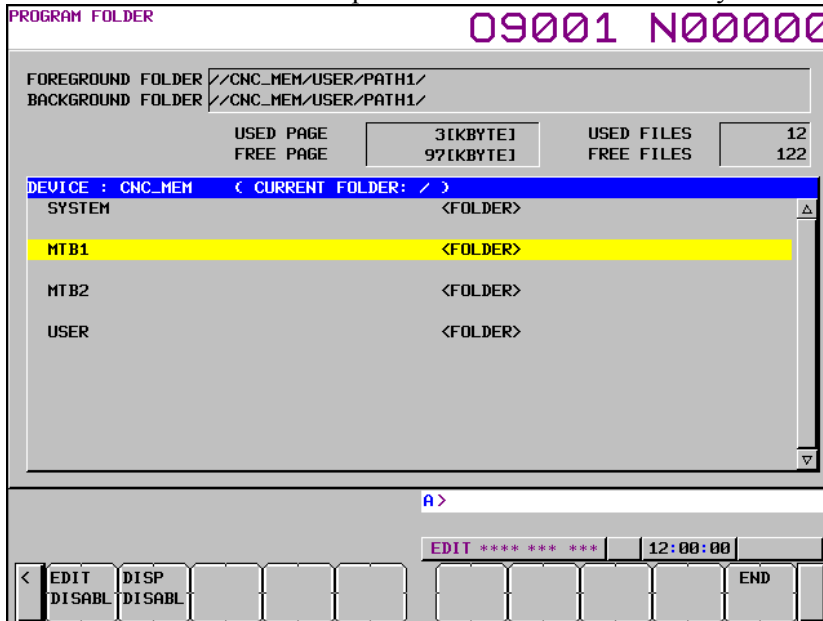 PROGRAM FOLDER
O9001 N00000
FOREGROUND FOLDER //CNC_MEM/USER/PATH1/
BACKGROUND FOLDER //CNC_MEM/USER/PATH1/
USED PAGE 3[KBYTE] USED FILES 12
FREE PAGE 97[KBYTE] FREE FILES 122
DEVICE : CNC_MEM ( CURRENT FOLDER: / )
SYSTEM <FOLDER>
MTB1 <FOLDER>
MTB2 <FOLDER>
USER <FOLDER>
A>
EDIT **** *** *** 12:00:00
< EDIT DISP END
DISABL DISABL